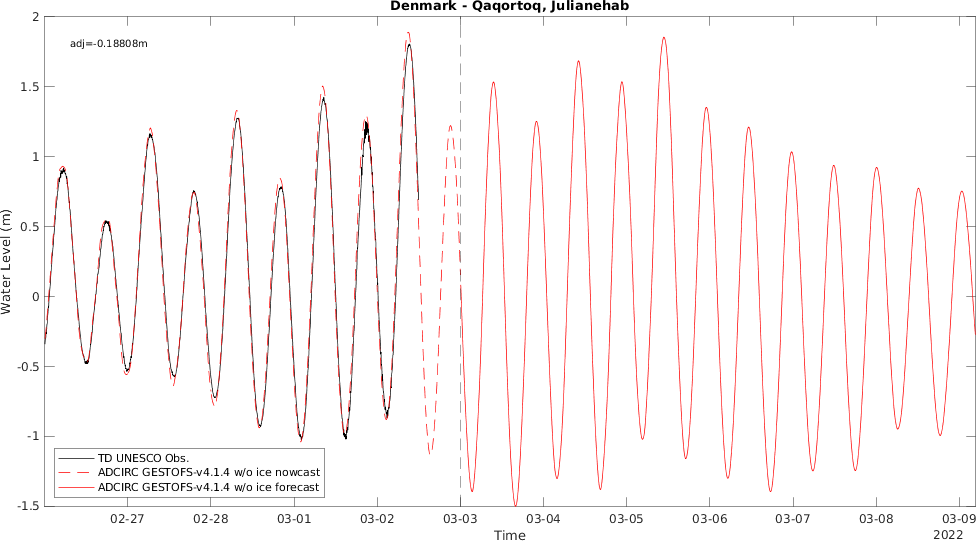 Denmark - Qaqortoq, Julianehab
adj=-0.18808m
2
1.5
1
0.5
0
-0.5
-1
-1.5
Water Level (m)
TD UNESCO Obs.
ADCIRC GESTOFS-v4.1.4 w/o ice nowcast
ADCIRC GESTOFS-v4.1.4 w/o ice forecast
02-27 02-28 03-01 03-02 03-03 03-04 03-05 03-06 03-07 03-08 03-09
Time
2022